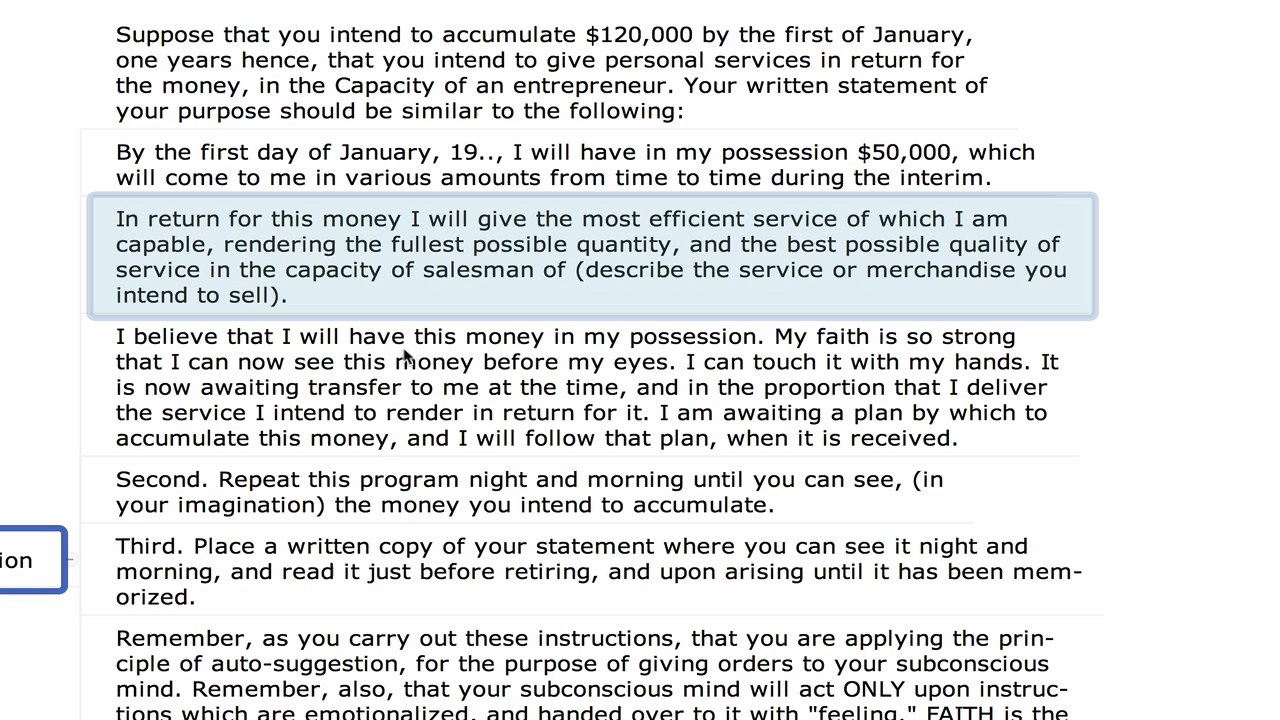 Suppose that you intend to accumulate $120,000 by the first of January,
one years hence, that you intend to give personal services in return for
the money, in the Capacity of an entrepreneur. Your written statement of
your purpose should be similar to the following:
By the first day of January, 19.., I will have in my possession $50,000, which
will come to me in various amounts from time to time during the interim.
In return for this money I will give the most efficient service of which I am
capable, rendering the fullest possible quantity, and the best possible quality of
service in the capacity of salesman of (describe the service or merchandise you
intend to sell).
I believe that I will have this money in my possession. My faith is so strong
that I can now see this money before my eyes. I can touch it with my hands. It
is now awaiting transfer to me at the time, and in the proportion that I deliver
the service I intend to render in return for it. I am awaiting a plan by which to
accumulate this money, and I will follow that plan, when it is received.
Second. Repeat this program night and morning until you can see, (in
your imagination) the money you intend to accumulate.
ion
Third. Place a written copy of your statement where you can see it night and
morning, and read it just before retiring, and upon arising until it has been mem-
orized.
Remember, as you carry out these instructions, that you are applying the prin-
ciple of auto-suggestion, for the purpose of giving orders to your subconscious
mind. Remember, also, that your subconscious mind will act ONLY upon instruc-
tions which are emotionalized, and handed over to it with "feeling." FAITH is the